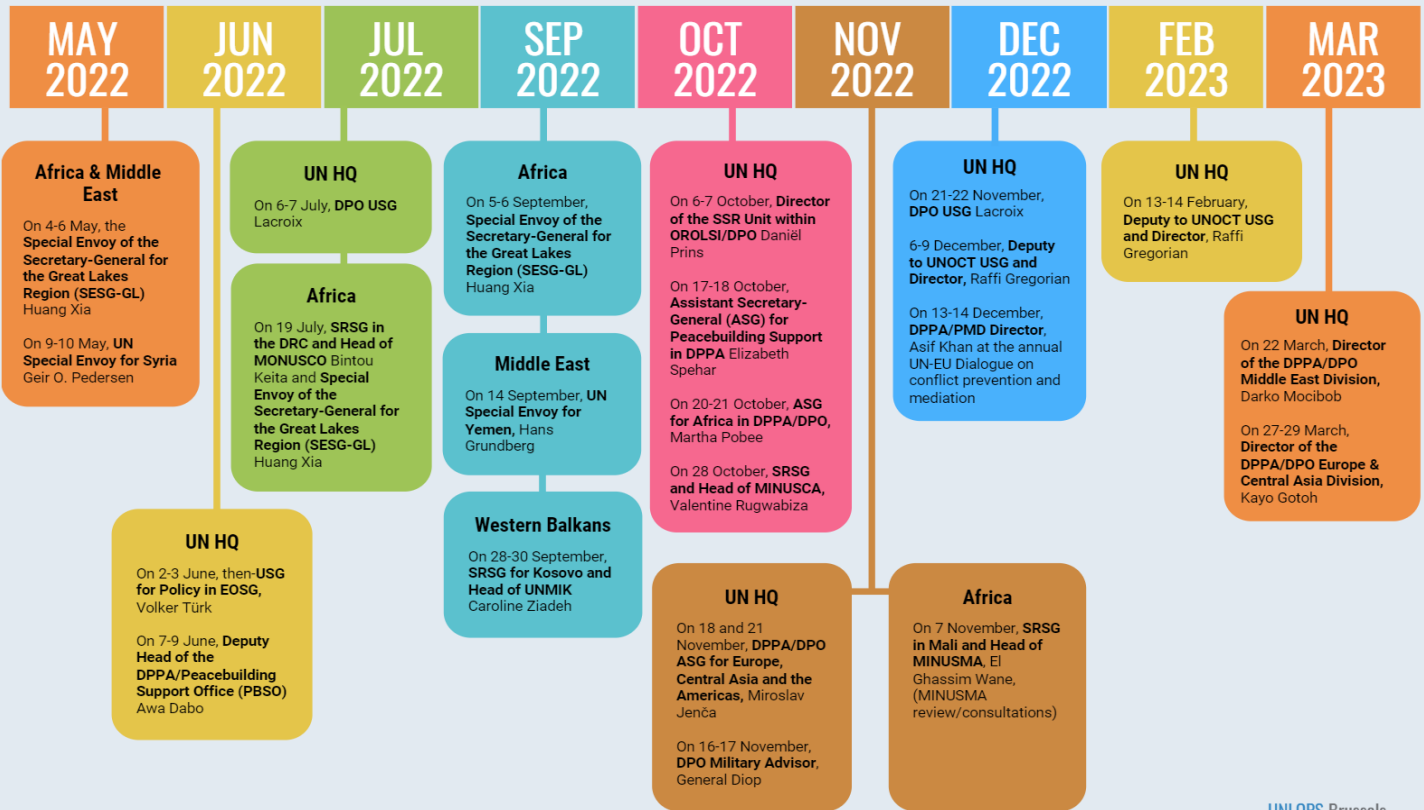 MAY
2022
JUN
2022
JUL
2022
SEP
2022
OCT
2022
NOV
2022
DEC
2022
FEB
2023
MAR
2023
Africa & Middle
East
On 4-6 May, the
Special Envoy of the
Secretary-General for
the Great Lakes
Region (SESG-GL)
Huang Xia
On 9-10 May, UN
Special Envoy for Syria
Geir O. Pedersen
UN HQ
On 2-3 June, then-USG
for Policy in EOSG,
Volker Türk
On 7-9 June, Deputy
Head of the
DPPA/Peacebuilding
Support Office (PBSO)
Awa Dabo
UN HQ
On 6-7 July, DPO USG
Lacroix
Africa
On 19 July, SRSG in
the DRC and Head of
MONUSCO Bintou
Keita and Special
Envoy of the
Secretary-General for
the Great Lakes
Region (SESG-GL)
Huang Xia
Africa
On 5-6 September,
Special Envoy of the
Secretary-General for
the Great Lakes
Region (SESG-GL)
Huang Xia
Middle East
On 14 September, UN
Special Envoy for
Yemen, Hans
Grundberg
Western Balkans
On 28-30 September,
SRSG for Kosovo and
Head of UNMIK
Caroline Ziadeh
UN HQ
On 6-7 October, Director
of the SSR Unit within
OROLSI/DPO Daniël
Prins
On 17-18 October,
Assistant Secretary-
General (ASG) for
Peacebuilding Support
in DPPA Elizabeth
Spehar
On 20-21 October, ASG
for Africa in DPPA/DPO,
Martha Pobee
On 28 October, SRSG
and Head of MINUSCA,
Valentine Rugwabiza
UN HQ
On 18 and 21
November, DPPA/DPO
ASG for Europe,
Central Asia and the
Americas, Miroslav
Jenča
On 16-17 November,
DPO Military Advisor,
General Diop
Africa
On 7 November, SRSG
in Mali and Head of
MINUSMA, El
Ghassim Wane,
(MINUSMA
review/consultations)
UN HQ
On 21-22 November,
DPO USG Lacroix
6-9 December, Deputy
to UNOCT USG and
Director, Raffi Gregorian
On 13-14 December,
DPPA/PMD Director,
Asif Khan at the annual
UN-EU Dialogue on
conflict prevention and
mediation
UN HQ
On 13-14 February,
Deputy to UNOCT USG
and Director, Raffi
Gregorian
UN HQ
On 22 March, Director
of the DPPA/DPO
Middle East Division,
Darko Mocibob
On 27-29 March,
Director of the
DPPA/DPO Europe &
Central Asia Division,
Kayo Gotoh
UNLOPS Brussels